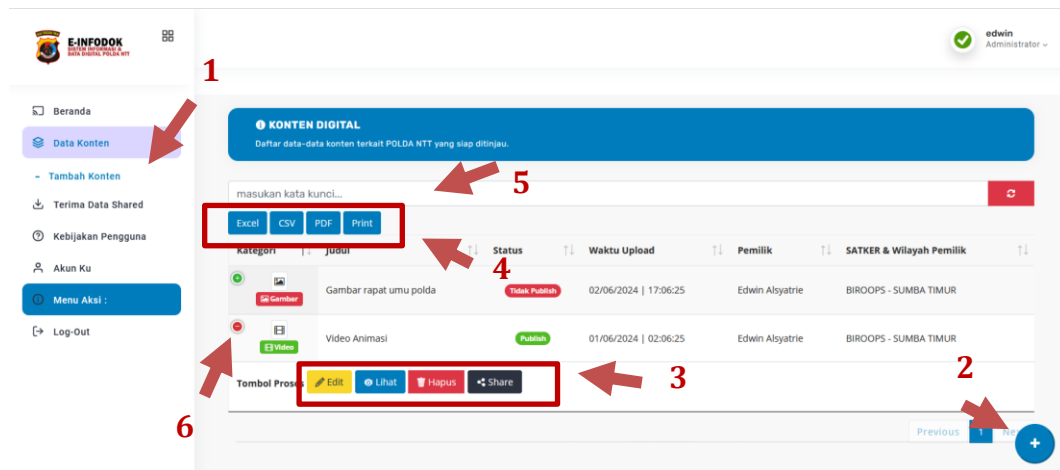 E-INFODOK
SISTEM INFORMASI &
DATA DIGITAL POLDA NTT
edwin
Administrator
1
Beranda
Data Konten
- Tambah Konten
Terima Data Shared
Kebijakan Pengguna
Akun Ku
Menu Aksi :
Log-Out
KONTEN DIGITAL
Daftar data-data konten terkait POLDA NTT yang siap ditinjau.
masukan kata kunci...
5
Excel CSV PDF Print
4
Kategori Judul Status Waktu Upload Pemilik SATKER & Wilayah Pemilik
Gambar Gambar rapat umu polda Tidak Publish 02/06/2024 | 17:06:25 Edwin Alsyatrie BIROOPS - SUMBA TIMUR
Video Video Animasi Publish 01/06/2024 | 02:06:25 Edwin Alsyatrie BIROOPS - SUMBA TIMUR
Tombol Proses Edit Lihat Hapus Share
3
2
6
Previous 1
+